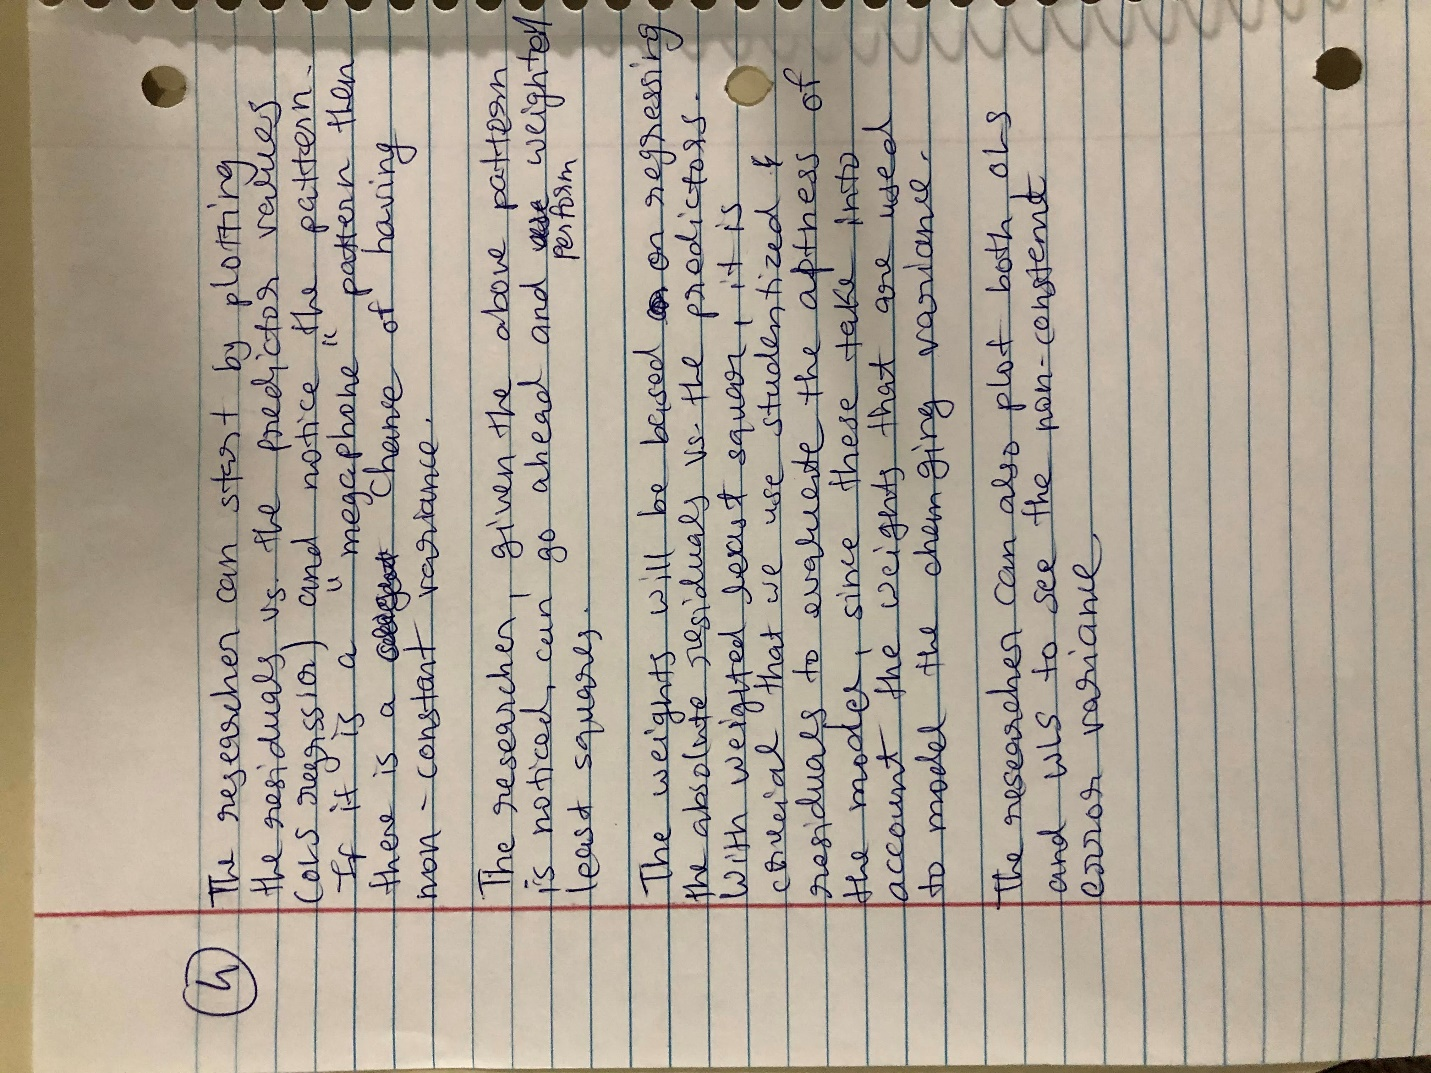 (h)
The researcher can start by plotting
the residuals vs. the predictor values
(OLS regression) and notice the pattern.
If it is a "megaphone" pattern then
there is a chance of having
non-constant variance.
The researcher, given the above pattern
is noticed, can go ahead and perform weighted
least squares.
The weights will be based on regressing
the absolute residuals vs. the predictors.
With weighted least squar, it is
crucial that we use studentized
residuals to evaluate the aptness of
the model, since these take into
account the weights that are used
to model the changing variance.
The researcher can also plot both OLS
and WLS to see the non-constant
error variance